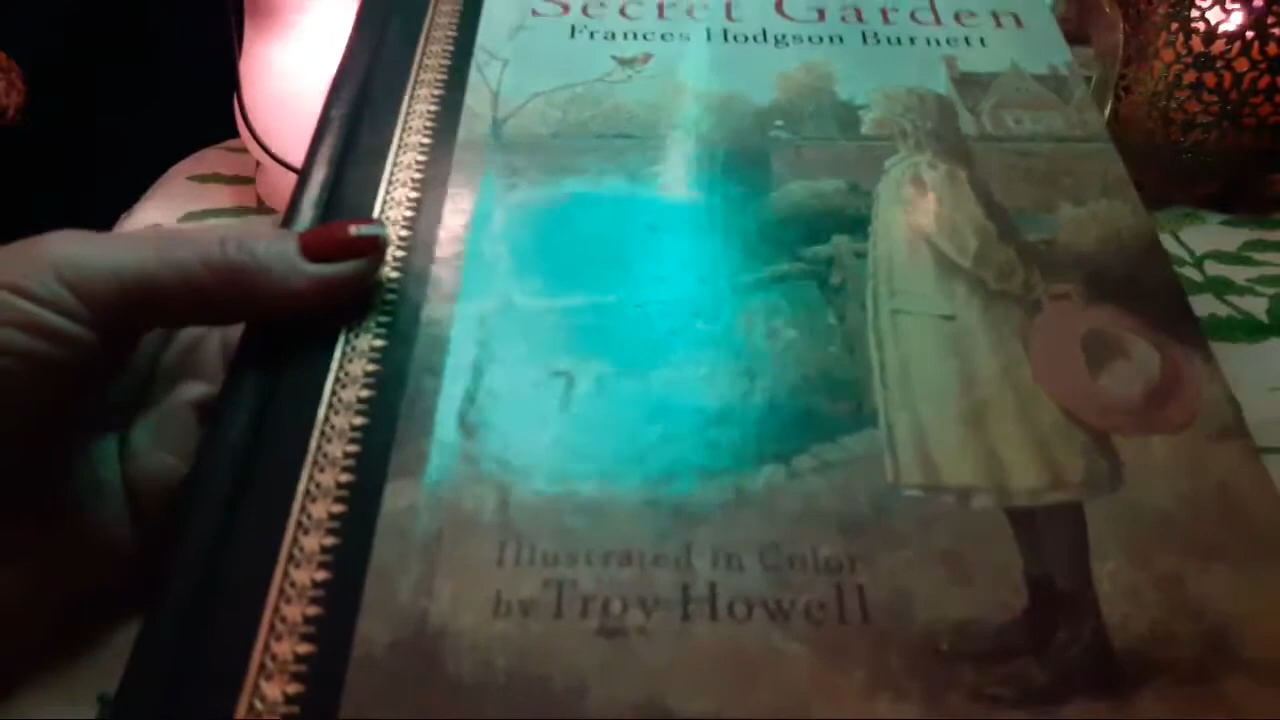 Secret Garden
Frances Hodgson Burnett
Illustrated in Color
by Troy Howell